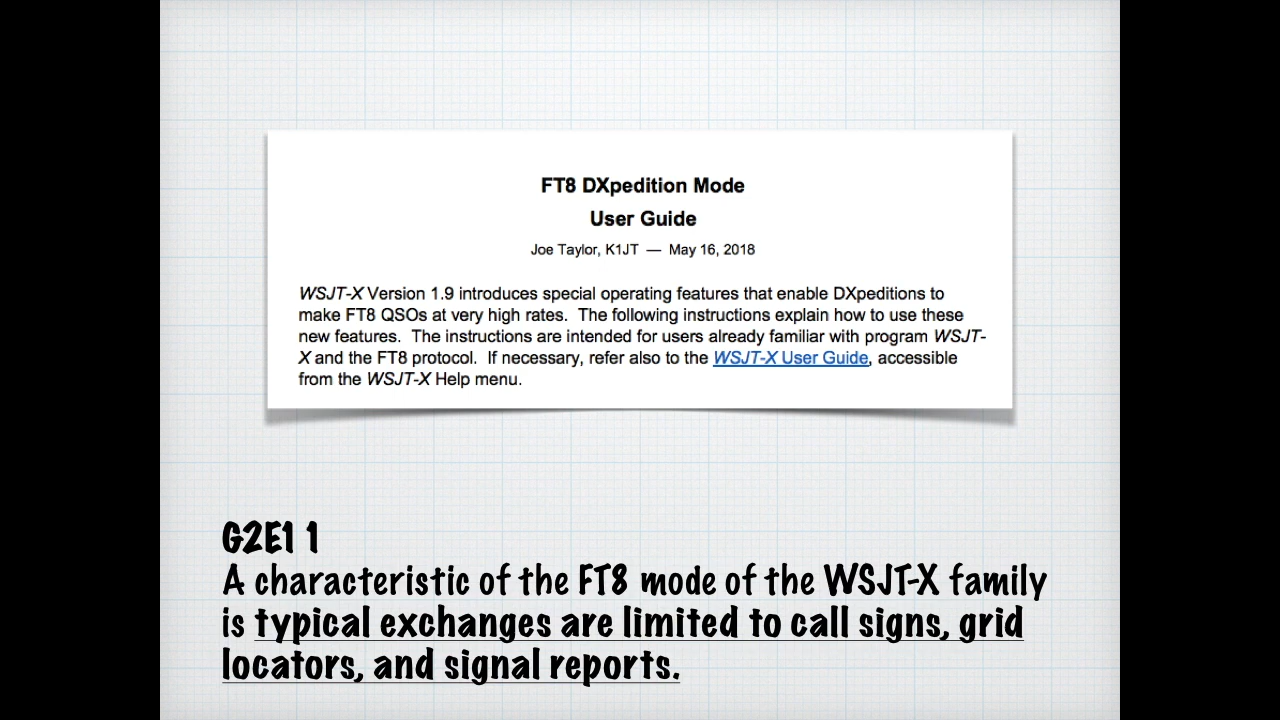 FT8 DXpedition Mode
User Guide
Joe Taylor, K1JT — May 16, 2018
WSJT-X Version 1.9 introduces special operating features that enable DXpeditions to
make FT8 QSOs at very high rates. The following instructions explain how to use these
new features. The instructions are intended for users already familiar with program WSJT-
X and the FT8 protocol. If necessary, refer also to the WSJT-X User Guide, accessible
from the WSJT-X Help menu.
G2E1 1
A characteristic of the FT8 mode of the WSJT-X family
is typical exchanges are limited to call signs, grid
locators, and signal reports.